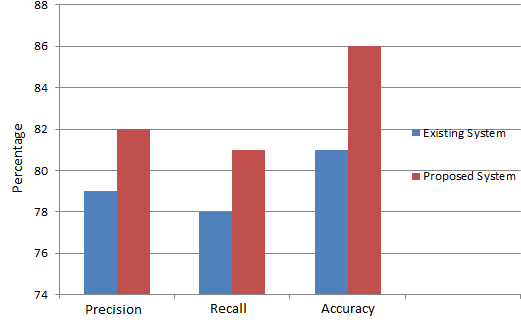 88
86
84
82
80
78
76
74
Percentage
Precision
Recall
Accuracy
Existing System
Proposed System